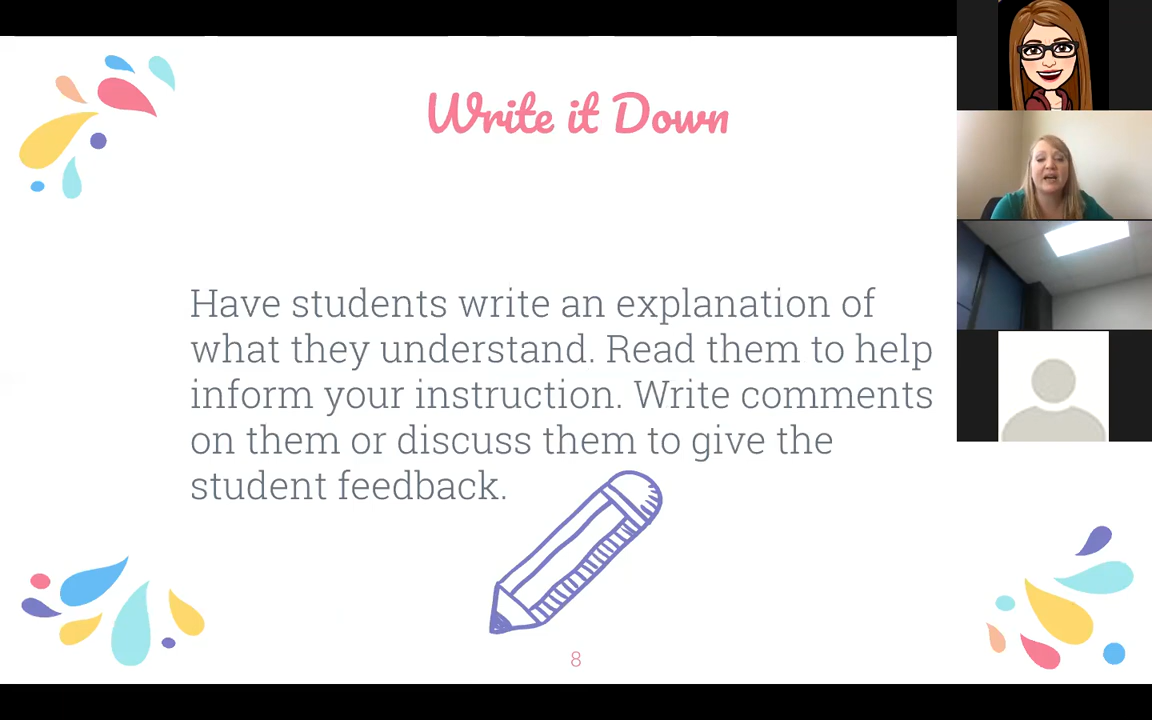 Write it Down
Have students write an explanation of
what they understand. Read them to help
inform your instruction. Write comments
on them or discuss them to give the
student feedback.
8